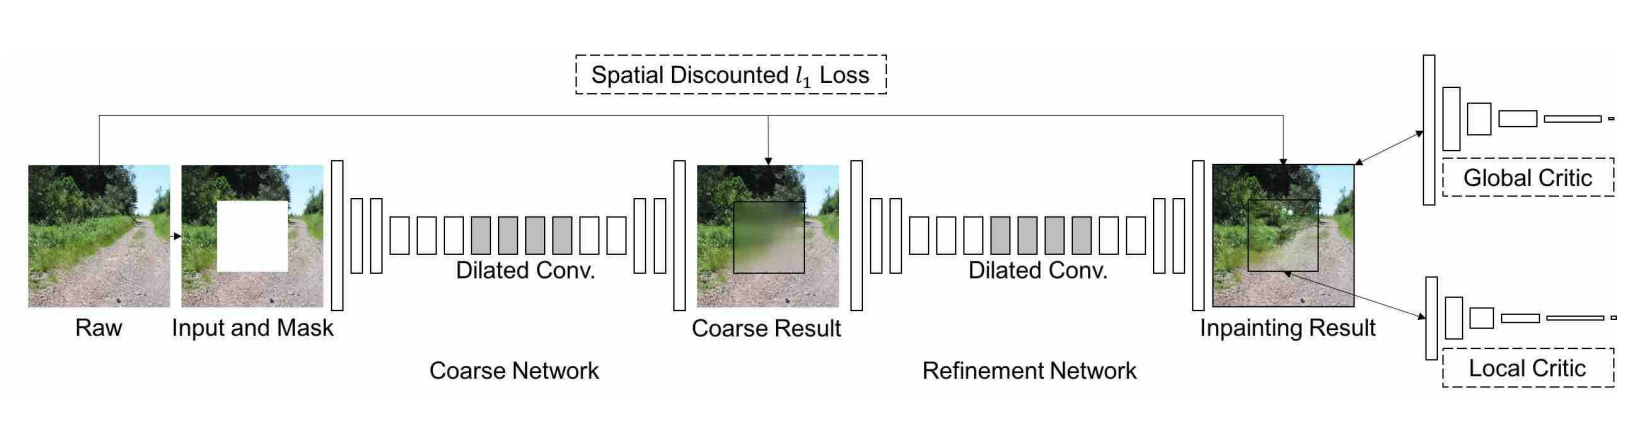 Spatial Discounted l₁ Loss
Global Critic
Dilated Conv.
Dilated Conv.
Raw
Input and Mask
Coarse Result
Inpainting Result
Coarse Network
Refinement Network
Local Critic